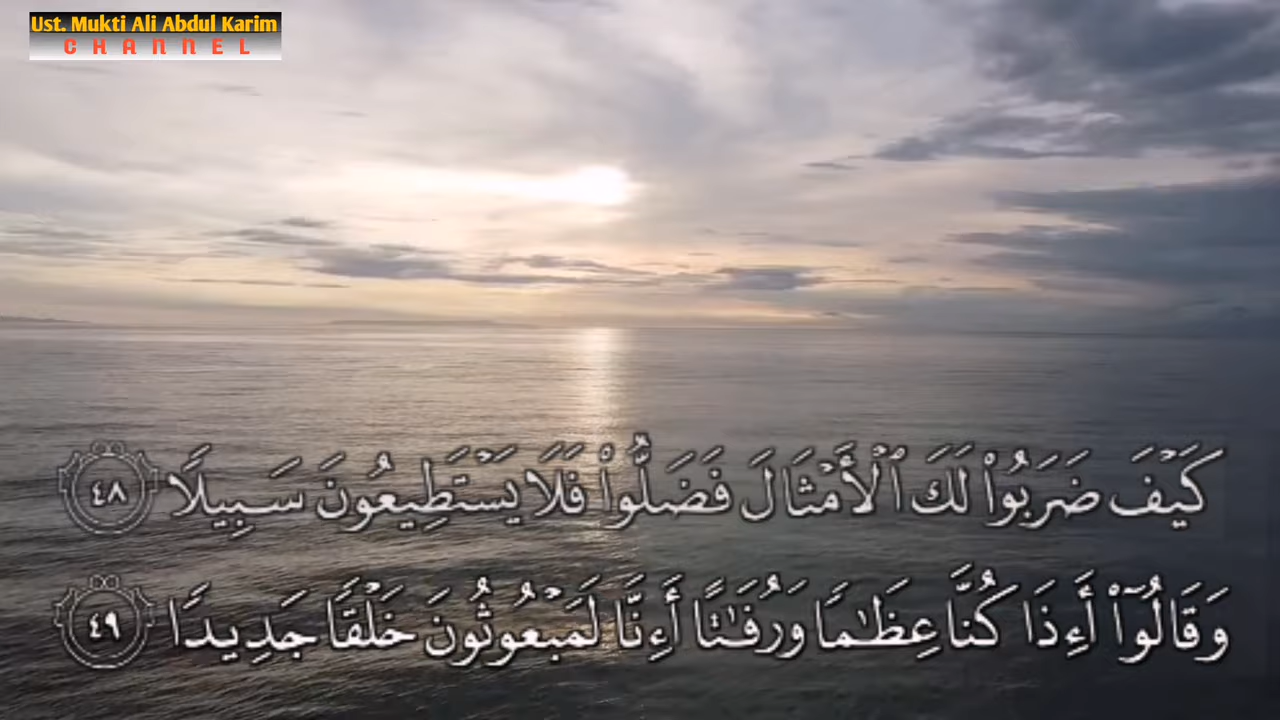 Ust. Mukti Ali Abdul Karim
CHANNEL
كَيْفَ ضَرَبُوا۟ لَكَ ٱلْأَمْثَالَ فَضَلُّوا۟ فَلَا يَسْتَطِيعُونَ سَبِيلًا ٤٨
وَقَالُوٓا۟ أَءِذَا كُنَّا عِظَـٰمًا وَرُفَـٰتًا أَءِنَّا لَمَبْعُوثُونَ خَلْقًا جَدِيدًا ٤٩